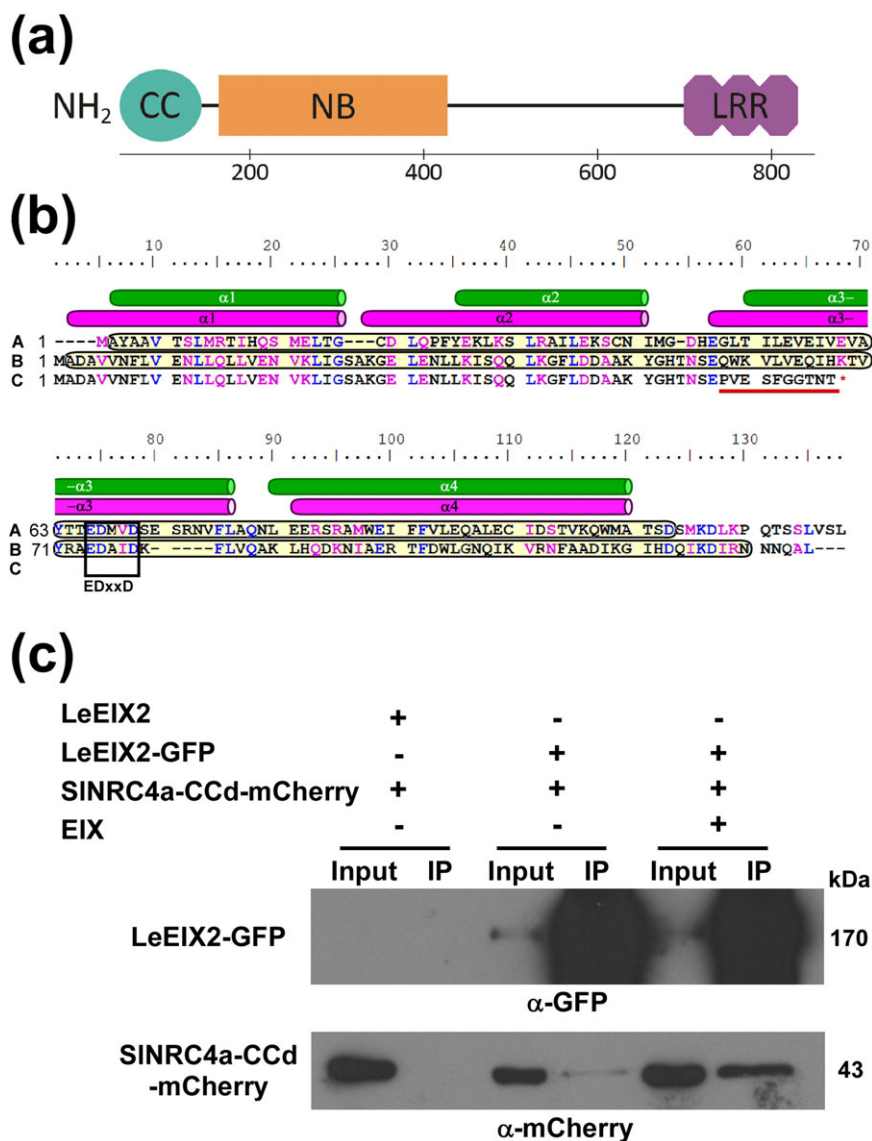 (a)
NH2 CC NB LRR
200 400 600 800
(b)
10 20 30 40 50 60 70
α1 α2 α3–
α1 α2 α3–
A 1 -----MAYAAV TSLMRTIHQS MELTG---CD LQPFYEKLKS LRAILEKSCN IMG-DHEGLT ILEVEIVEVA
B 1 MADAVVNFLV ENLLQLLVEN VKLIGSAKGE LENLLKISQQ LKGFLDDAAK YGHTNSEQWK VLVEQIHKTV
C 1 MADAVVNFLV ENLLQLLVEN VKLIGSAKGE LENLLKISQQ LKGFLDDAAK YGHTNSEPVE SFGGTNT*
80 90 100 110 120 130
–α3 α4
–α3 α4
A 63 YTTEDMVDSE SRNVFLAQNL EERSRAMWEI FFVLEQALEC IDSTVKQWMA TSDSMKDLKP QTSSLVSL
B 71 YRAEDAIDK- ----FLVQAK LHQDKNIAER TFDWLGNQIK VRNFAADIKG IHDQIKDIRN NNQAL---
C
EDxxD
(c)
LeEIX2 + - -
LeEIX2-GFP - + +
SlNRC4a-CCd-mCherry + + +
EIX - - +
Input IP Input IP Input IP kDa
LeEIX2-GFP 170
α-GFP
SlNRC4a-CCd
-mCherry 43
α-mCherry